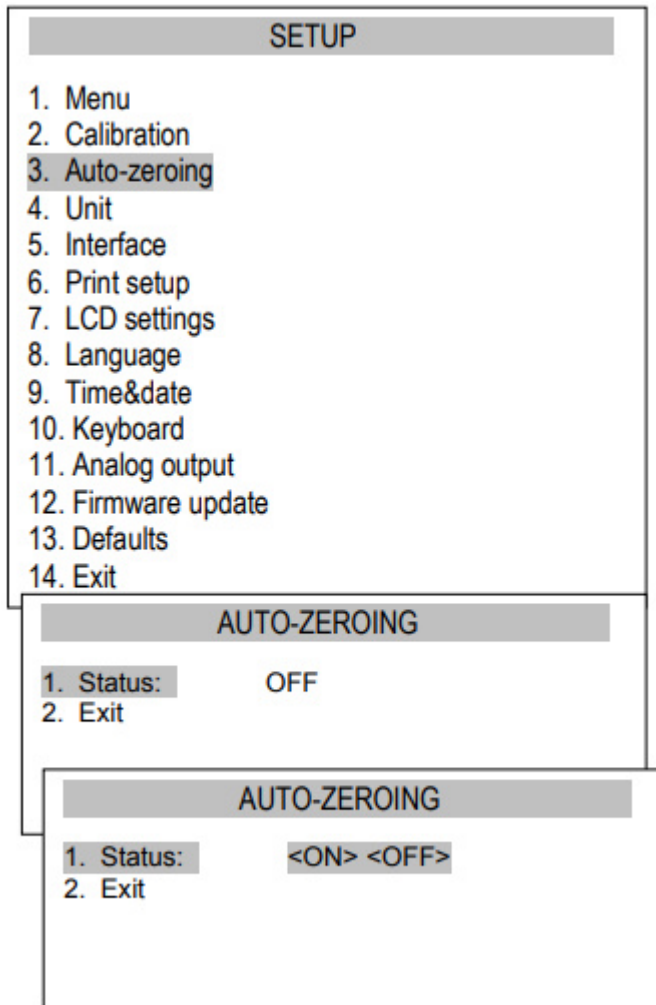 SETUP
1. Menu
2. Calibration
3. Auto-zeroing
4. Unit
5. Interface
6. Print setup
7. LCD settings
8. Language
9. Time&date
10. Keyboard
11. Analog output
12. Firmware update
13. Defaults
14. Exit
AUTO-ZEROING
1. Status: OFF
2. Exit
AUTO-ZEROING
1. Status: <ON> <OFF>
2. Exit